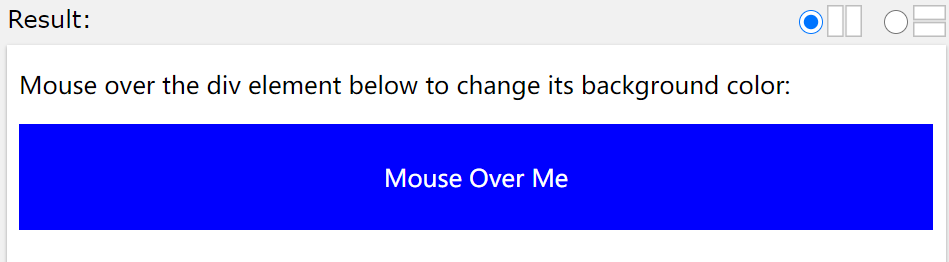 Result:
Mouse over the div element below to change its background color:
Mouse Over Me